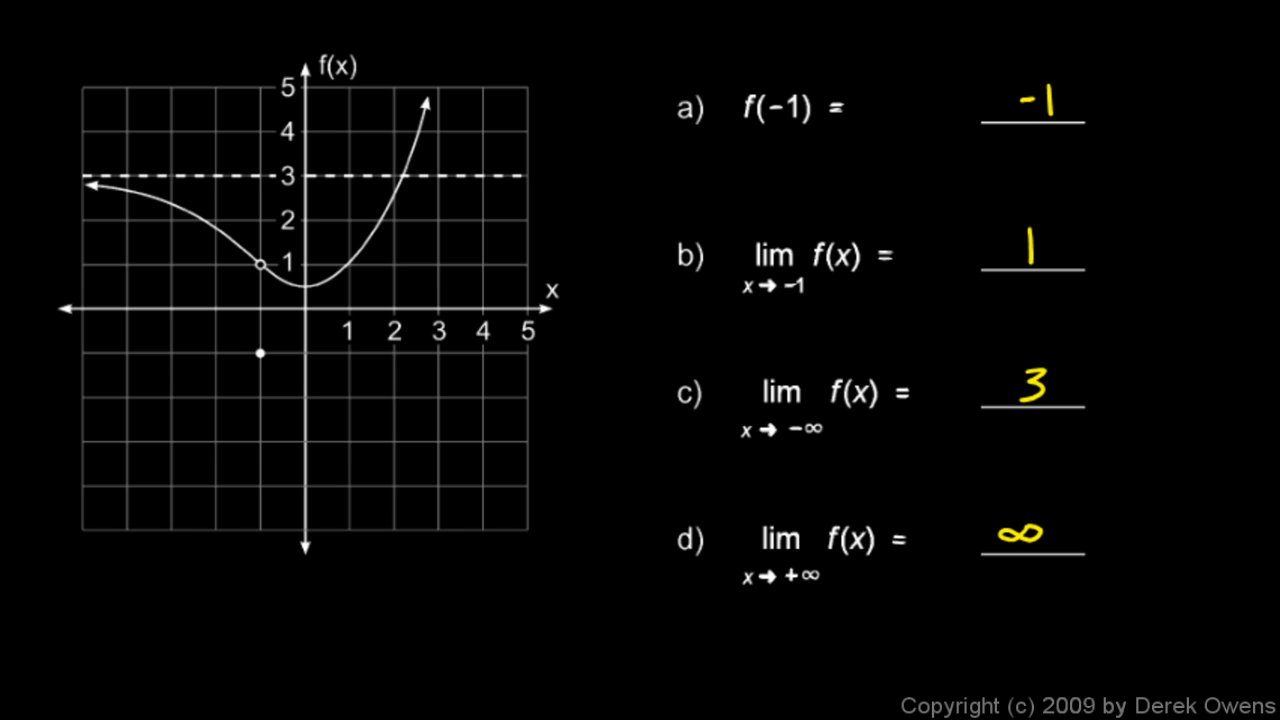 f(x)
5
4
3
2
1
x
1 2 3 4 5
a) f(−1) = -1
b) lim f(x) = 1
x → −1
c) lim f(x) = 3
x → −∞
d) lim f(x) = ∞
x → +∞
Copyright (c) 2009 by Derek Owens